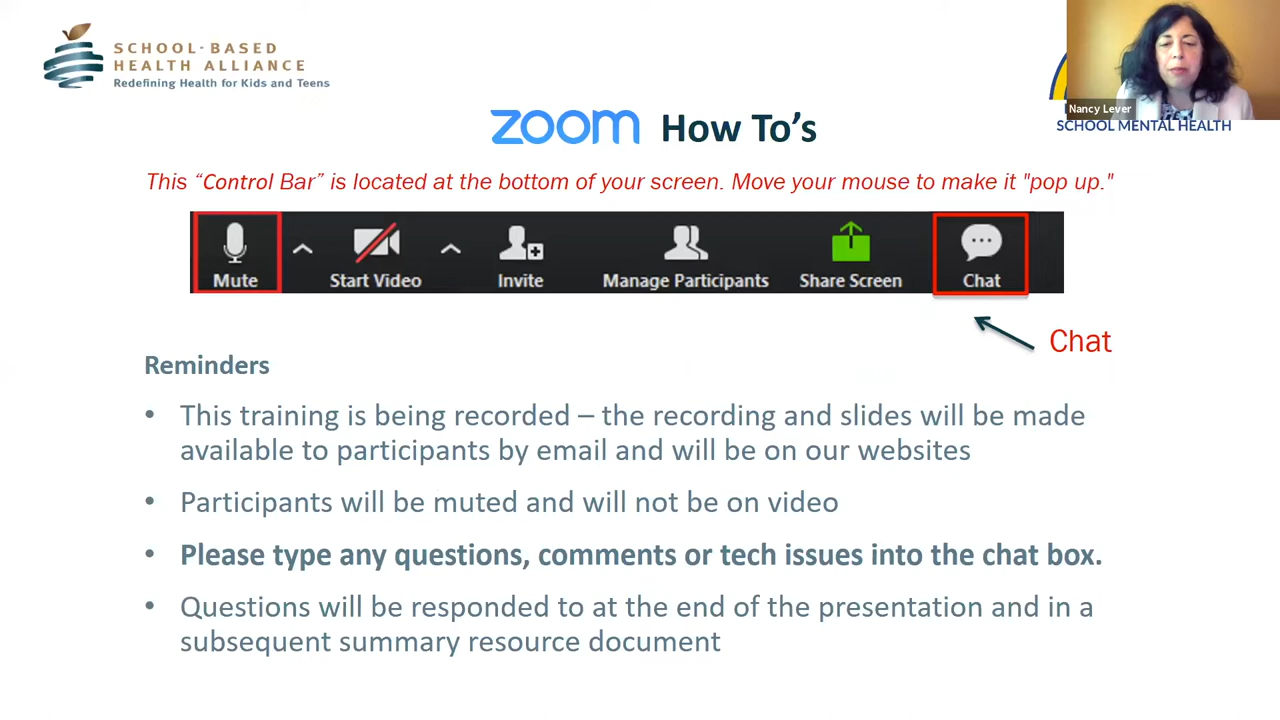 SCHOOL-BASED
HEALTH ALLIANCE
Redefining Health for Kids and Teens
Nancy Lever
SCHOOL MENTAL HEALTH
zoom How To's
This “Control Bar” is located at the bottom of your screen. Move your mouse to make it "pop up."
Mute
Start Video
Invite
Manage Participants
Share Screen
Chat
Chat
Reminders
• This training is being recorded – the recording and slides will be made
available to participants by email and will be on our websites
• Participants will be muted and will not be on video
• Please type any questions, comments or tech issues into the chat box.
• Questions will be responded to at the end of the presentation and in a
subsequent summary resource document